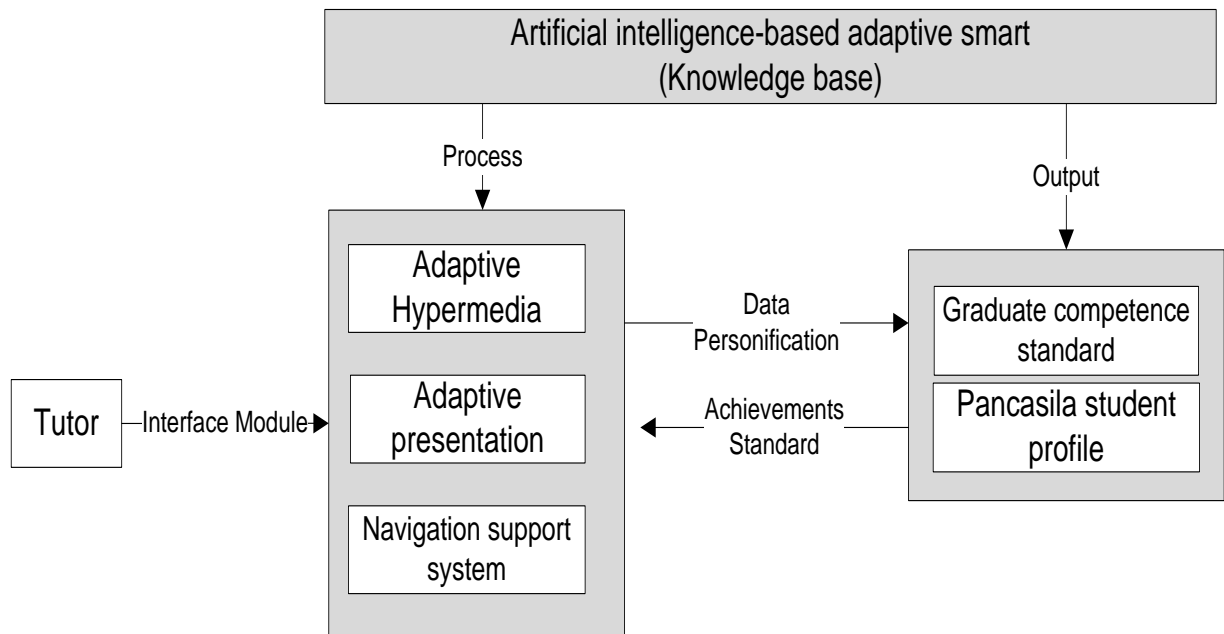 Artificial intelligence-based adaptive smart
(Knowledge base)
Process
Output
Adaptive
Hypermedia
Data
Personification
Graduate competence
standard
Tutor
Interface Module
Adaptive
presentation
Achievements
Standard
Pancasila student
profile
Navigation support
system